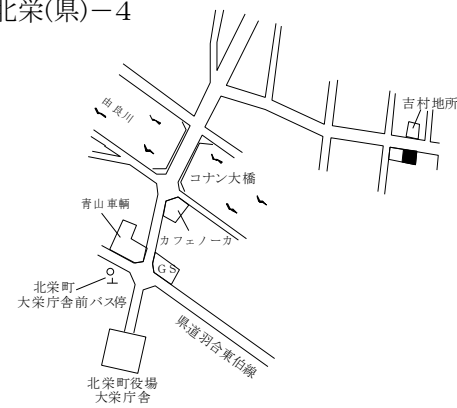 北栄(県)−4
吉村地所
由良川
コナン大橋
青山車輌
カフェノーカ
GS
北栄町
大栄庁舎前バス停
県道羽合東伯線
北栄町役場
大栄庁舎